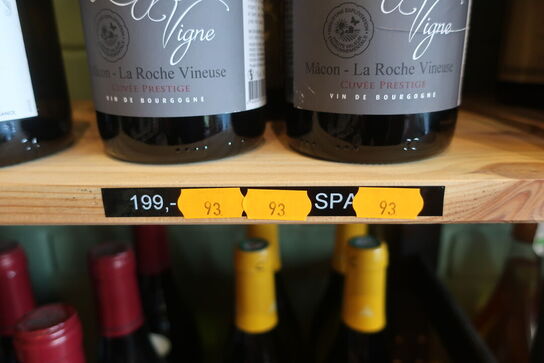 Vigne
Mâcon - La Roche Vineuse
CUVÉE PRESTIGE
VIN DE BOURGOGNE
Vigne
Mâcon - La Roche Vineuse
CUVÉE PRESTIGE
VIN DE BOURGOGNE
199,- 93 93 SPA 93